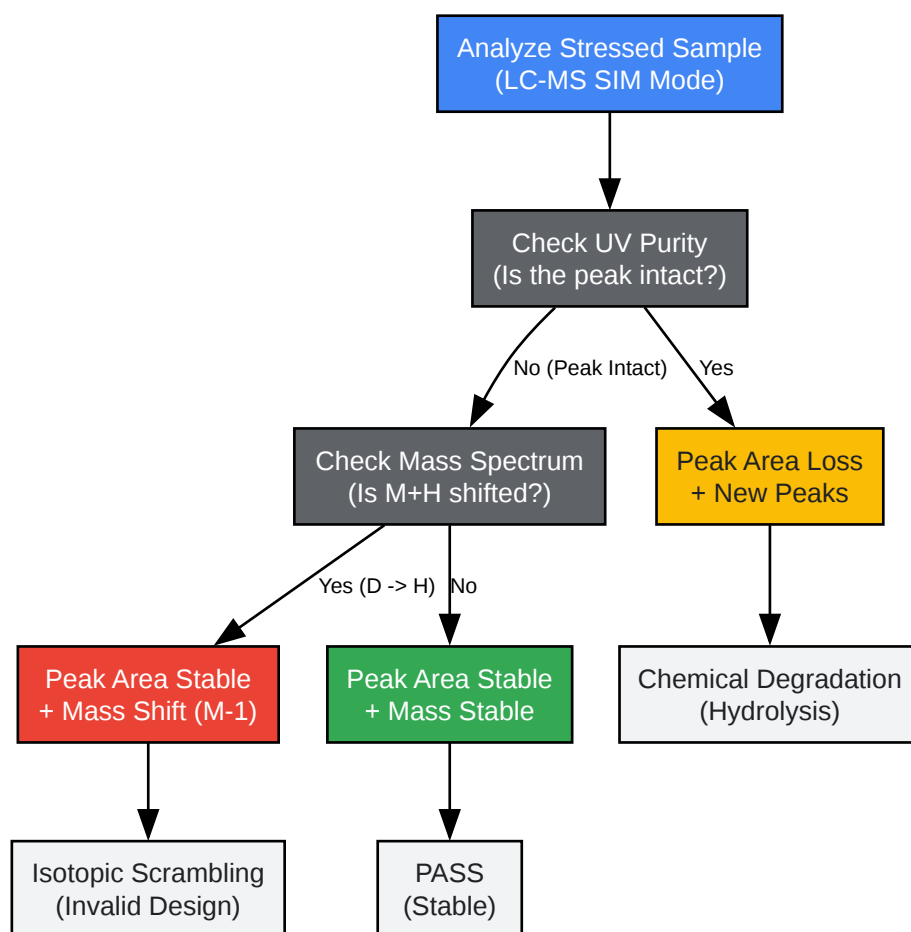 Analyze Stressed Sample
(LC-MS SIM Mode)
Check UV Purity
(Is the peak intact?)
No (Peak Intact)
Yes
Check Mass Spectrum
(Is M+H shifted?)
Peak Area Loss
+ New Peaks
Yes (D -> H)
No
Peak Area Stable
+ Mass Shift (M-1)
Peak Area Stable
+ Mass Stable
Chemical Degradation
(Hydrolysis)
Isotopic Scrambling
(Invalid Design)
PASS
(Stable)